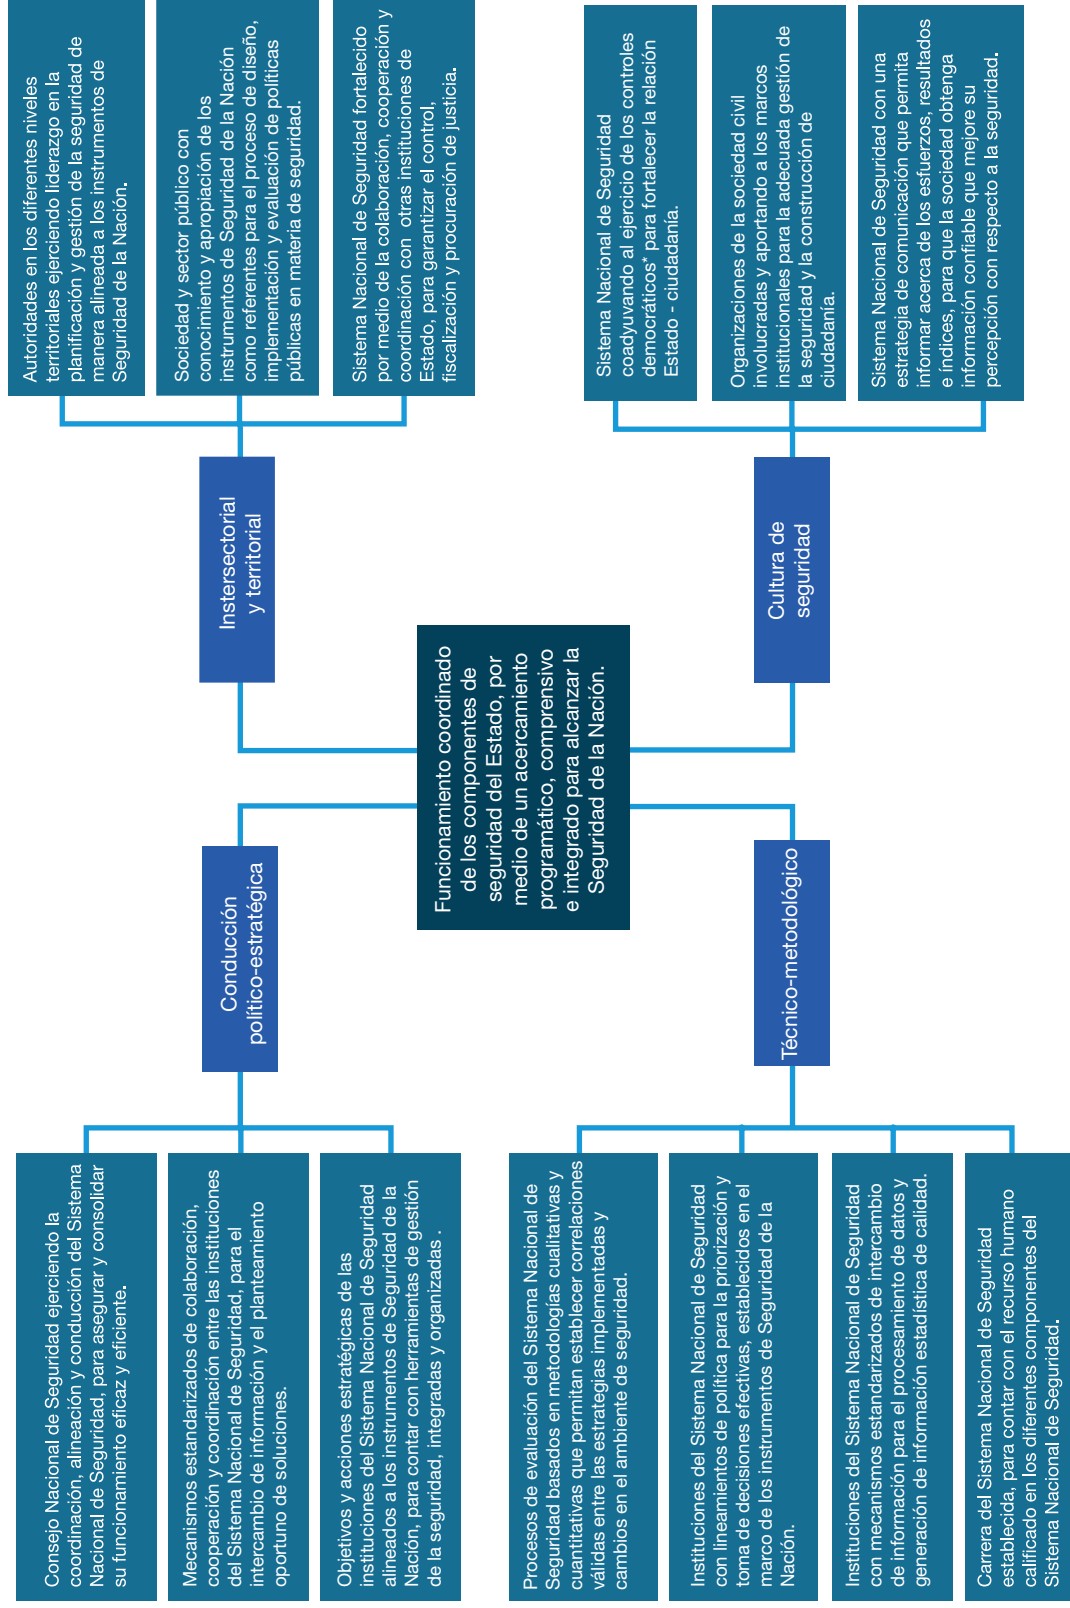 Consejo Nacional de Seguridad ejerciendo la
coordinación, alineación y conducción del Sistema
Nacional de Seguridad, para asegurar y consolidar
su funcionamiento eficaz y eficiente.
Mecanismos estandarizados de colaboración,
cooperación y coordinación entre las instituciones
del Sistema Nacional de Seguridad, para el
intercambio de información y el planteamiento
oportuno de soluciones.
Objetivos y acciones estratégicas de las
instituciones del Sistema Nacional de Seguridad
alineados a los instrumentos de Seguridad de la
Nación, para contar con herramientas de gestión
de la seguridad, integradas y organizadas .
Conducción
político-estratégica
Instersectorial
y territorial
Autoridades en los diferentes niveles
territoriales ejerciendo liderazgo en la
planificación y gestión de la seguridad de
manera alineada a los instrumentos de
Seguridad de la Nación.
Sociedad y sector público con
conocimiento y apropiación de los
instrumentos de Seguridad de la Nación
como referentes para el proceso de diseño,
implementación y evaluación de políticas
públicas en materia de seguridad.
Sistema Nacional de Seguridad fortalecido
por medio de la colaboración, cooperación y
coordinación con otras instituciones de
Estado, para garantizar el control,
fiscalización y procuración de justicia.
Funcionamiento coordinado
de los componentes de
seguridad del Estado, por
medio de un acercamiento
programático, comprensivo
e integrado para alcanzar la
Seguridad de la Nación.
Procesos de evaluación del Sistema Nacional de
Seguridad basados en metodologías cualitativas y
cuantitativas que permitan establecer correlaciones
válidas entre las estrategias implementadas y
cambios en el ambiente de seguridad.
Instituciones del Sistema Nacional de Seguridad
con lineamientos de política para la priorización y
toma de decisiones efectivas, establecidos en el
marco de los instrumentos de Seguridad de la
Nación.
Instituciones del Sistema Nacional de Seguridad
con mecanismos estandarizados de intercambio
de información para el procesamiento de datos y
generación de información estadística de calidad.
Carrera del Sistema Nacional de Seguridad
establecida, para contar con el recurso humano
calificado en los diferentes componentes del
Sistema Nacional de Seguridad.
Técnico-metodológico
Cultura de
seguridad
Sistema Nacional de Seguridad
coadyuvando al ejercicio de los controles
democráticos* para fortalecer la relación
Estado - ciudadanía.
Organizaciones de la sociedad civil
involucradas y aportando a los marcos
institucionales para la adecuada gestión de
la seguridad y la construcción de
ciudadanía.
Sistema Nacional de Seguridad con una
estrategia de comunicación que permita
informar acerca de los esfuerzos, resultados
e índices, para que la sociedad obtenga
información confiable que mejore su
percepción con respecto a la seguridad.